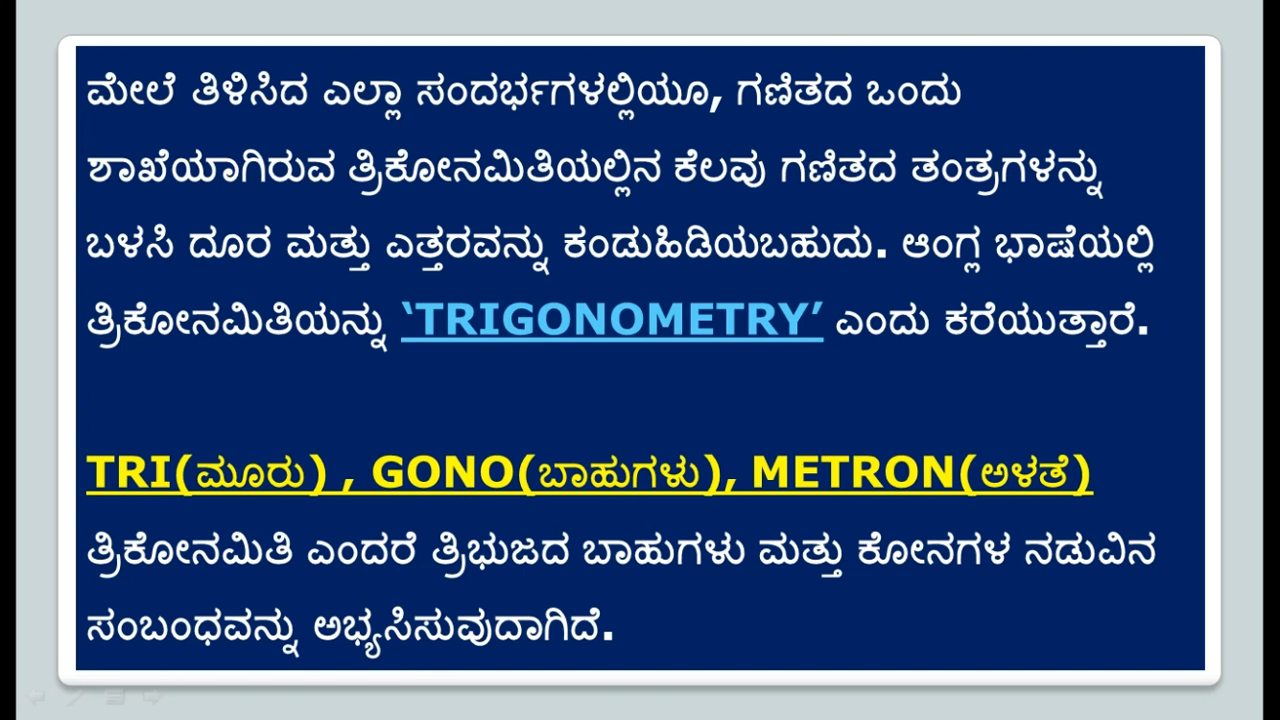 ಮೇಲೆ ತಿಳಿಸಿದ ಎಲ್ಲಾ ಸಂದರ್ಭಗಳಲ್ಲಿಯೂ, ಗಣಿತದ ಒಂದು
ಶಾಖೆಯಾಗಿರುವ ತ್ರಿಕೋನಮಿತಿಯಲ್ಲಿನ ಕೆಲವು ಗಣಿತದ ತಂತ್ರಗಳನ್ನು
ಬಳಸಿ ದೂರ ಮತ್ತು ಎತ್ತರವನ್ನು ಕಂಡುಹಿಡಿಯಬಹುದು. ಆಂಗ್ಲ ಭಾಷೆಯಲ್ಲಿ
ತ್ರಿಕೋನಮಿತಿಯನ್ನು ‘TRIGONOMETRY’ ಎಂದು ಕರೆಯುತ್ತಾರೆ.
TRI(ಮೂರು) , GONO(ಬಾಹುಗಳು), METRON(ಅಳತೆ)
ತ್ರಿಕೋನಮಿತಿ ಎಂದರೆ ತ್ರಿಭುಜದ ಬಾಹುಗಳು ಮತ್ತು ಕೋನಗಳ ನಡುವಿನ
ಸಂಬಂಧವನ್ನು ಅಭ್ಯಸಿಸುವುದಾಗಿದೆ.